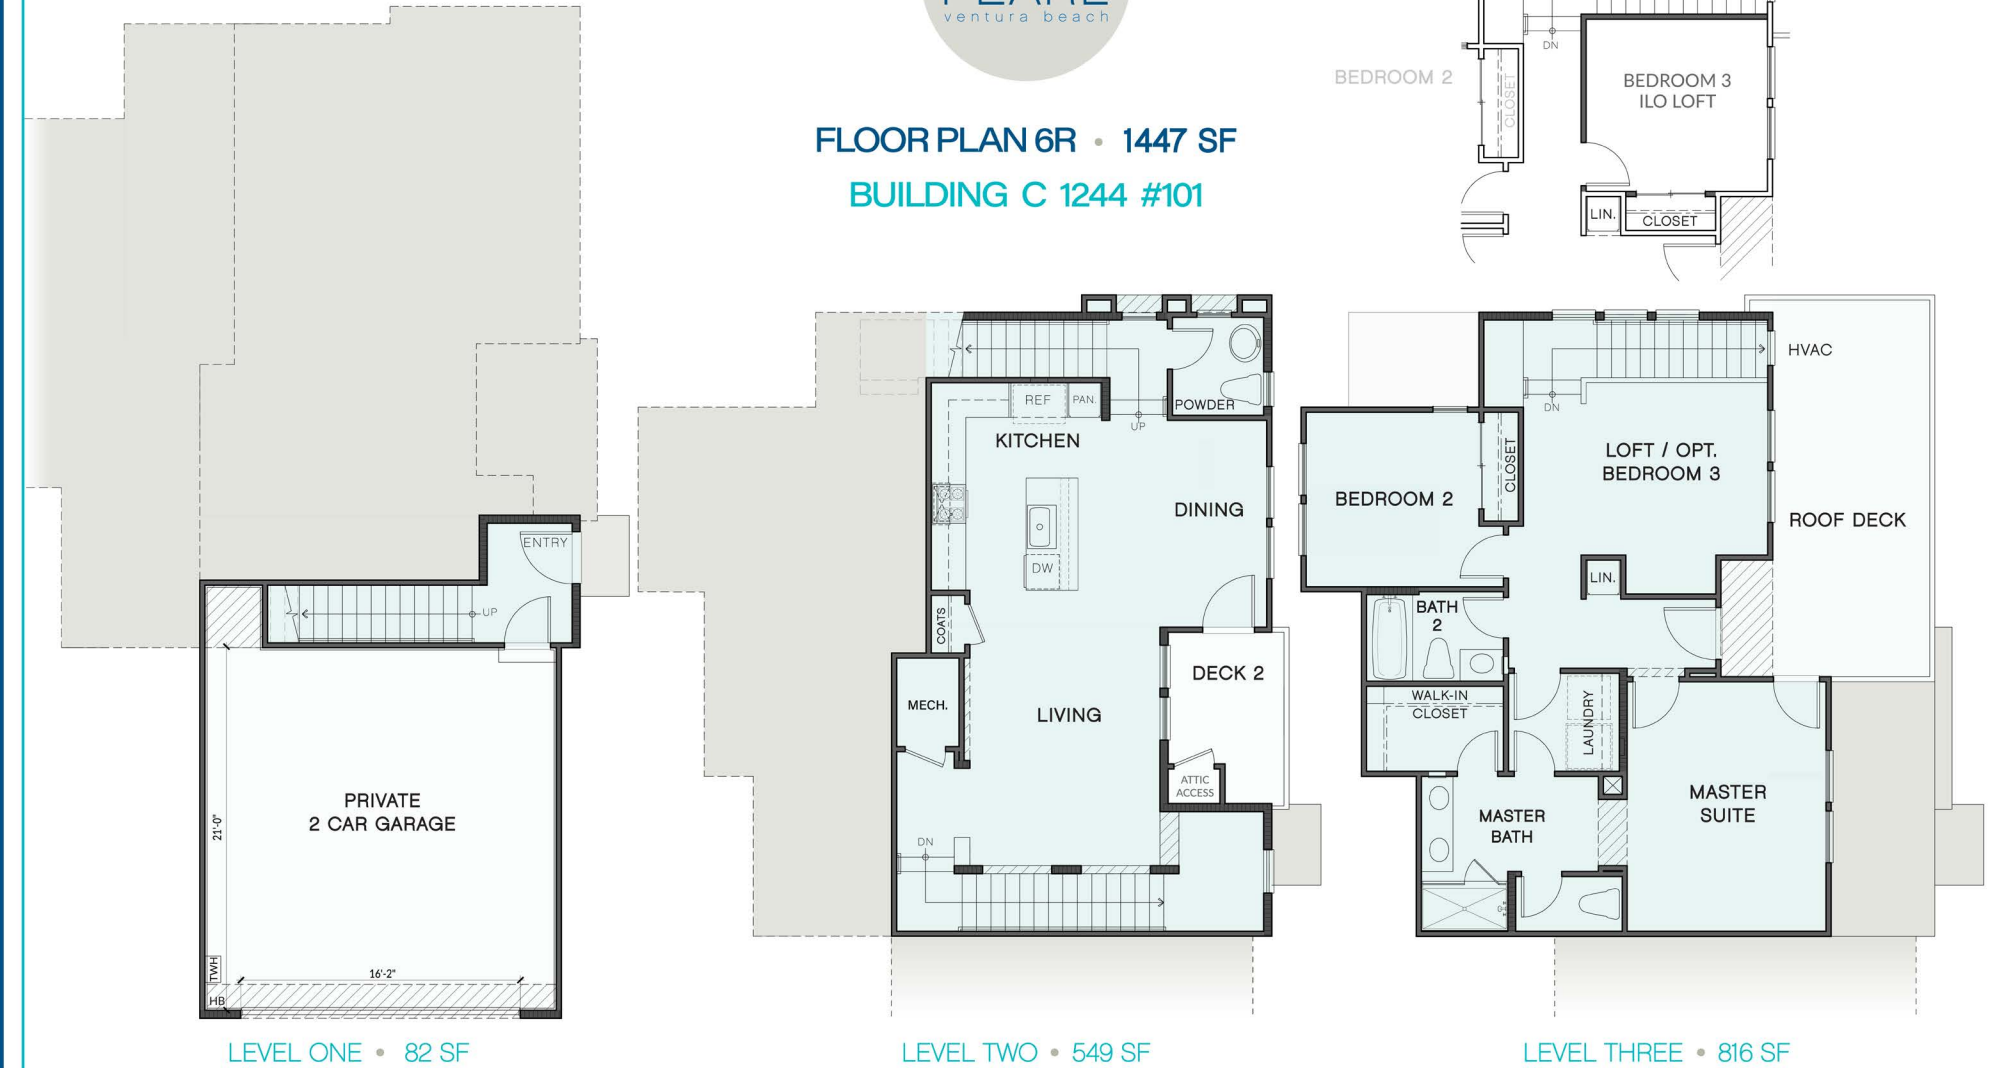 ventura beach
FLOOR PLAN 6R • 1447 SF
BUILDING C 1244 #101
DN
BEDROOM 2
CLOSET
BEDROOM 3
ILO LOFT
LIN.
CLOSET
ENTRY
UP
PRIVATE
2 CAR GARAGE
21'-0"
16'-2"
TWH
HB
LEVEL ONE • 82 SF
REF
PAN.
POWDER
UP
KITCHEN
DINING
DW
COATS
DECK 2
MECH.
LIVING
ATTIC
ACCESS
DN
LEVEL TWO • 549 SF
HVAC
DN
CLOSET
LOFT / OPT.
BEDROOM 3
BEDROOM 2
ROOF DECK
LIN.
BATH
2
WALK-IN
CLOSET
LAUNDRY
MASTER
SUITE
MASTER
BATH
LEVEL THREE • 816 SF